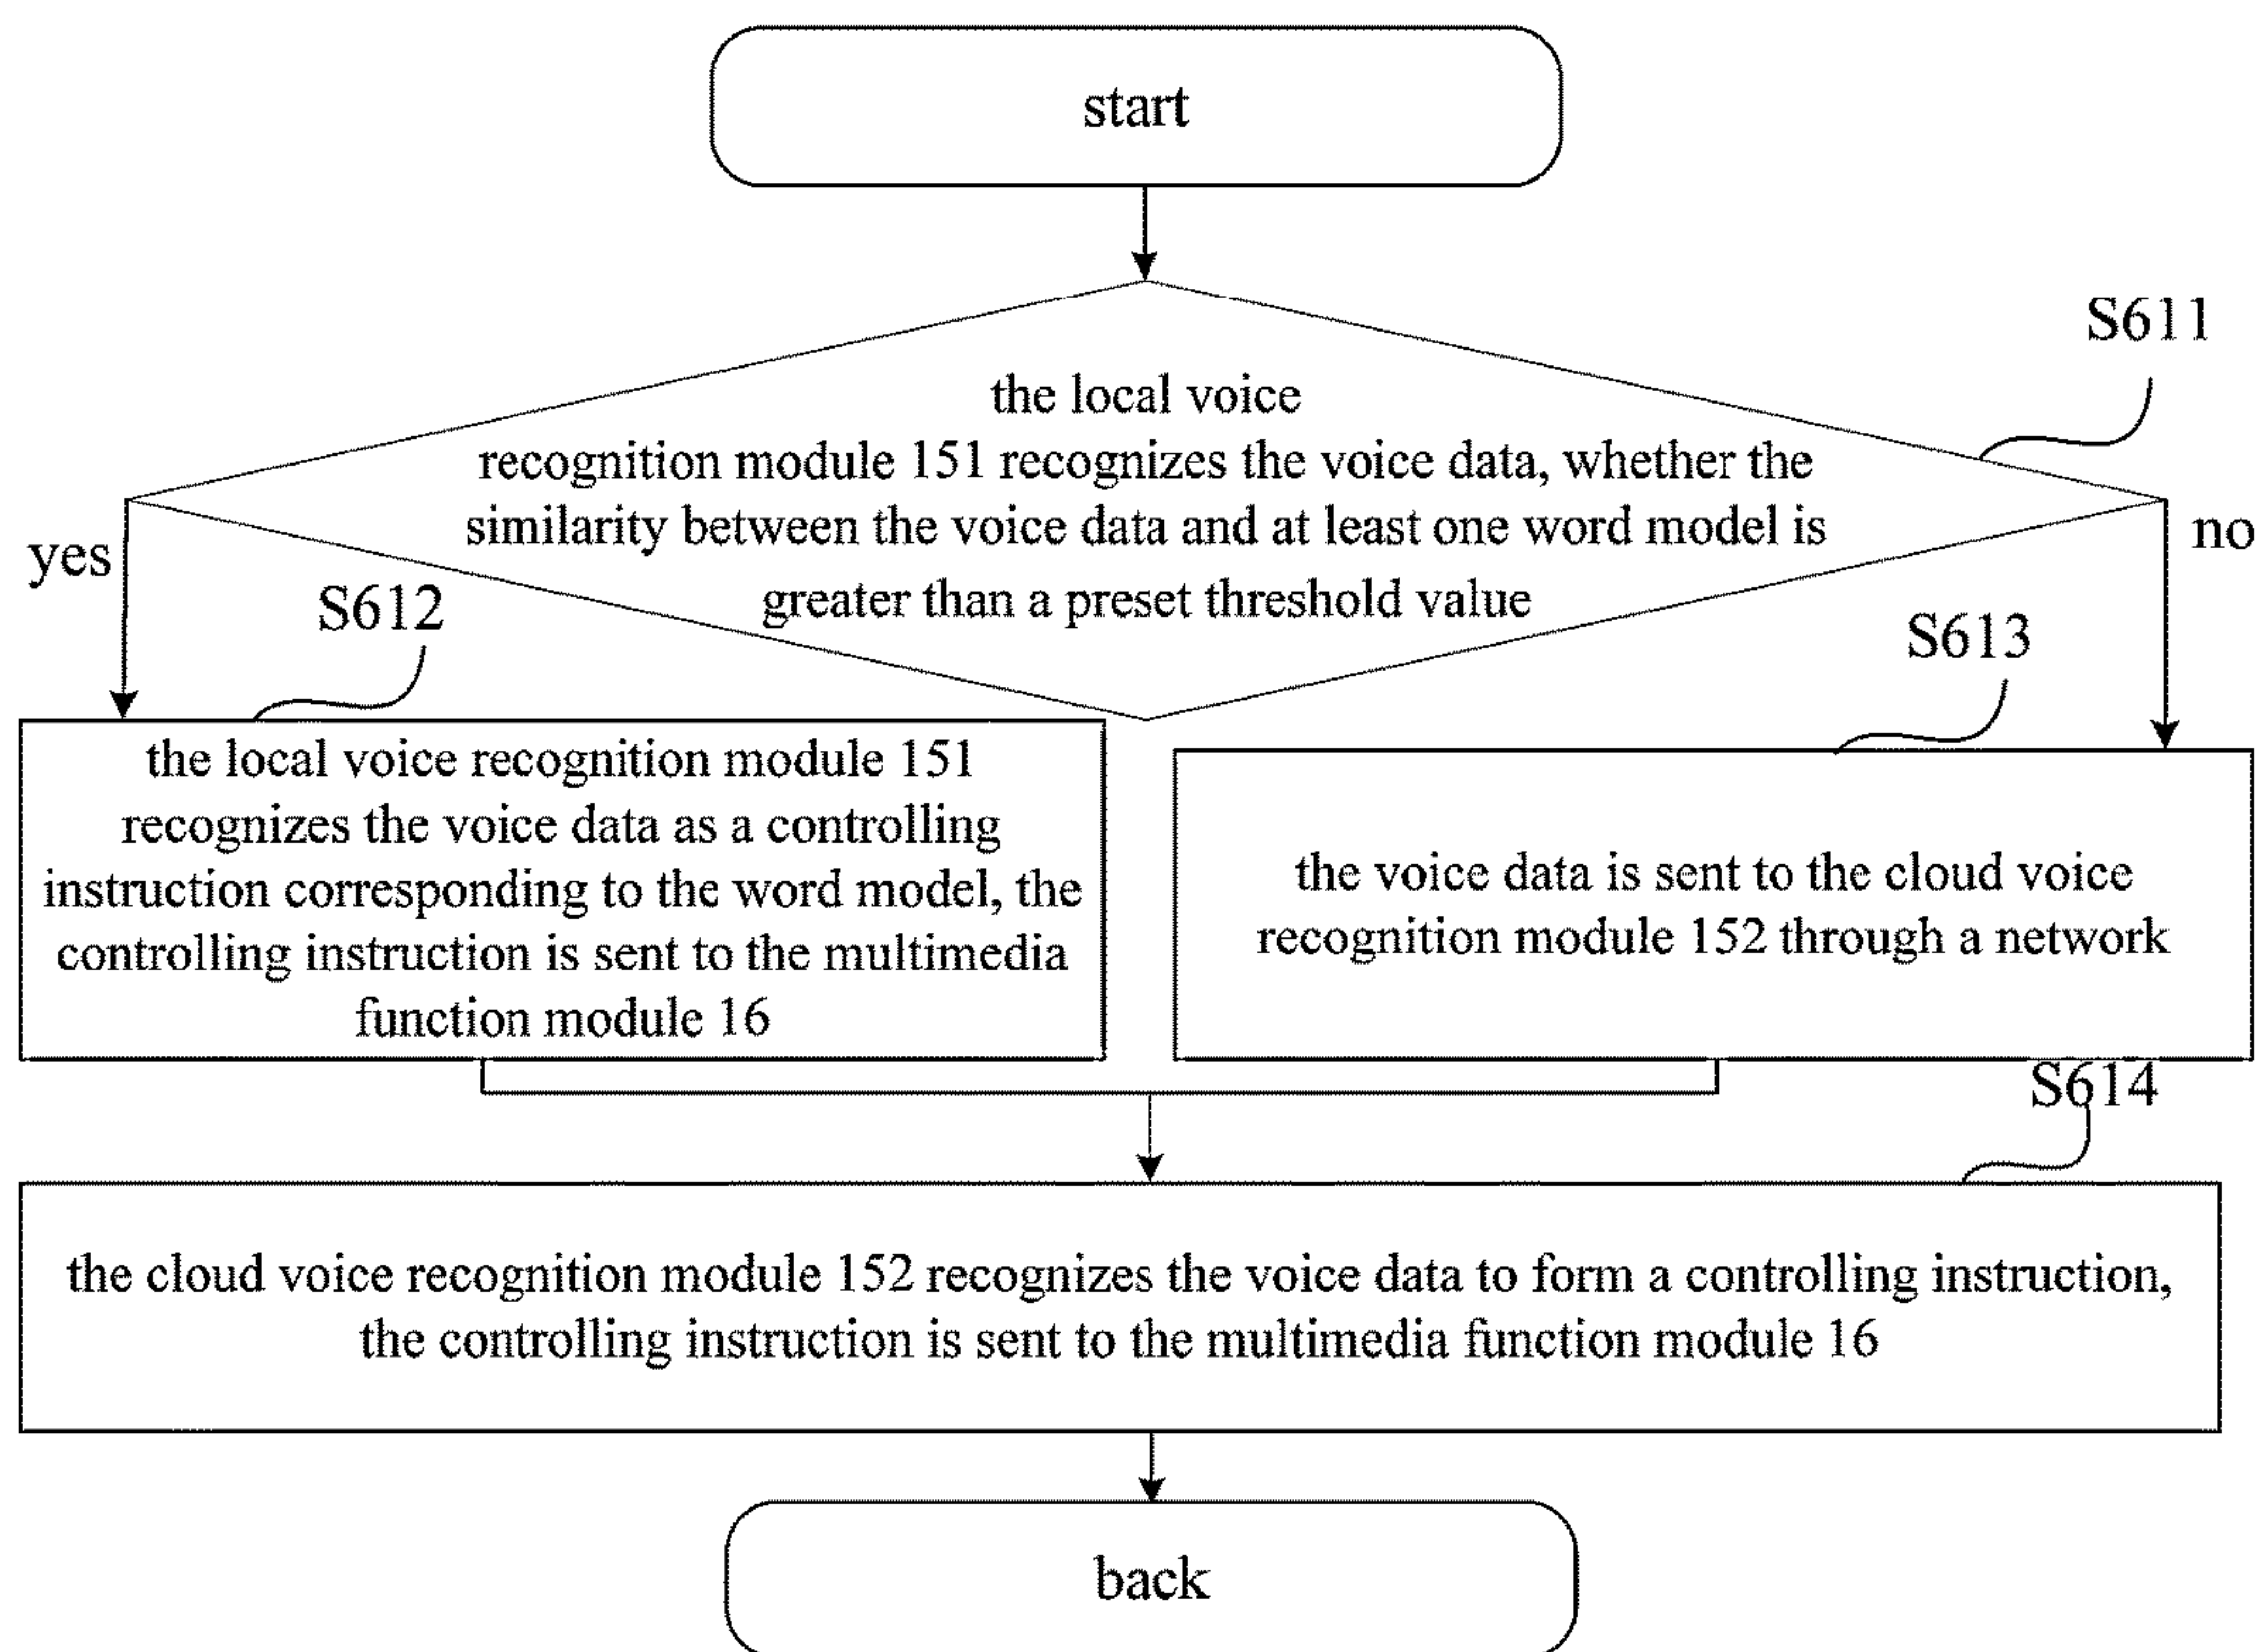 start
S611
the local voice
recognition module 151 recognizes the voice data, whether the
similarity between the voice data and at least one word model is
greater than a preset threshold value
yes
no
S612
the local voice recognition module 151
recognizes the voice data as a controlling
instruction corresponding to the word model, the
controlling instruction is sent to the multimedia
function module 16
S613
the voice data is sent to the cloud voice
recognition module 152 through a network
S614
the cloud voice recognition module 152 recognizes the voice data to form a controlling instruction,
the controlling instruction is sent to the multimedia function module 16
back